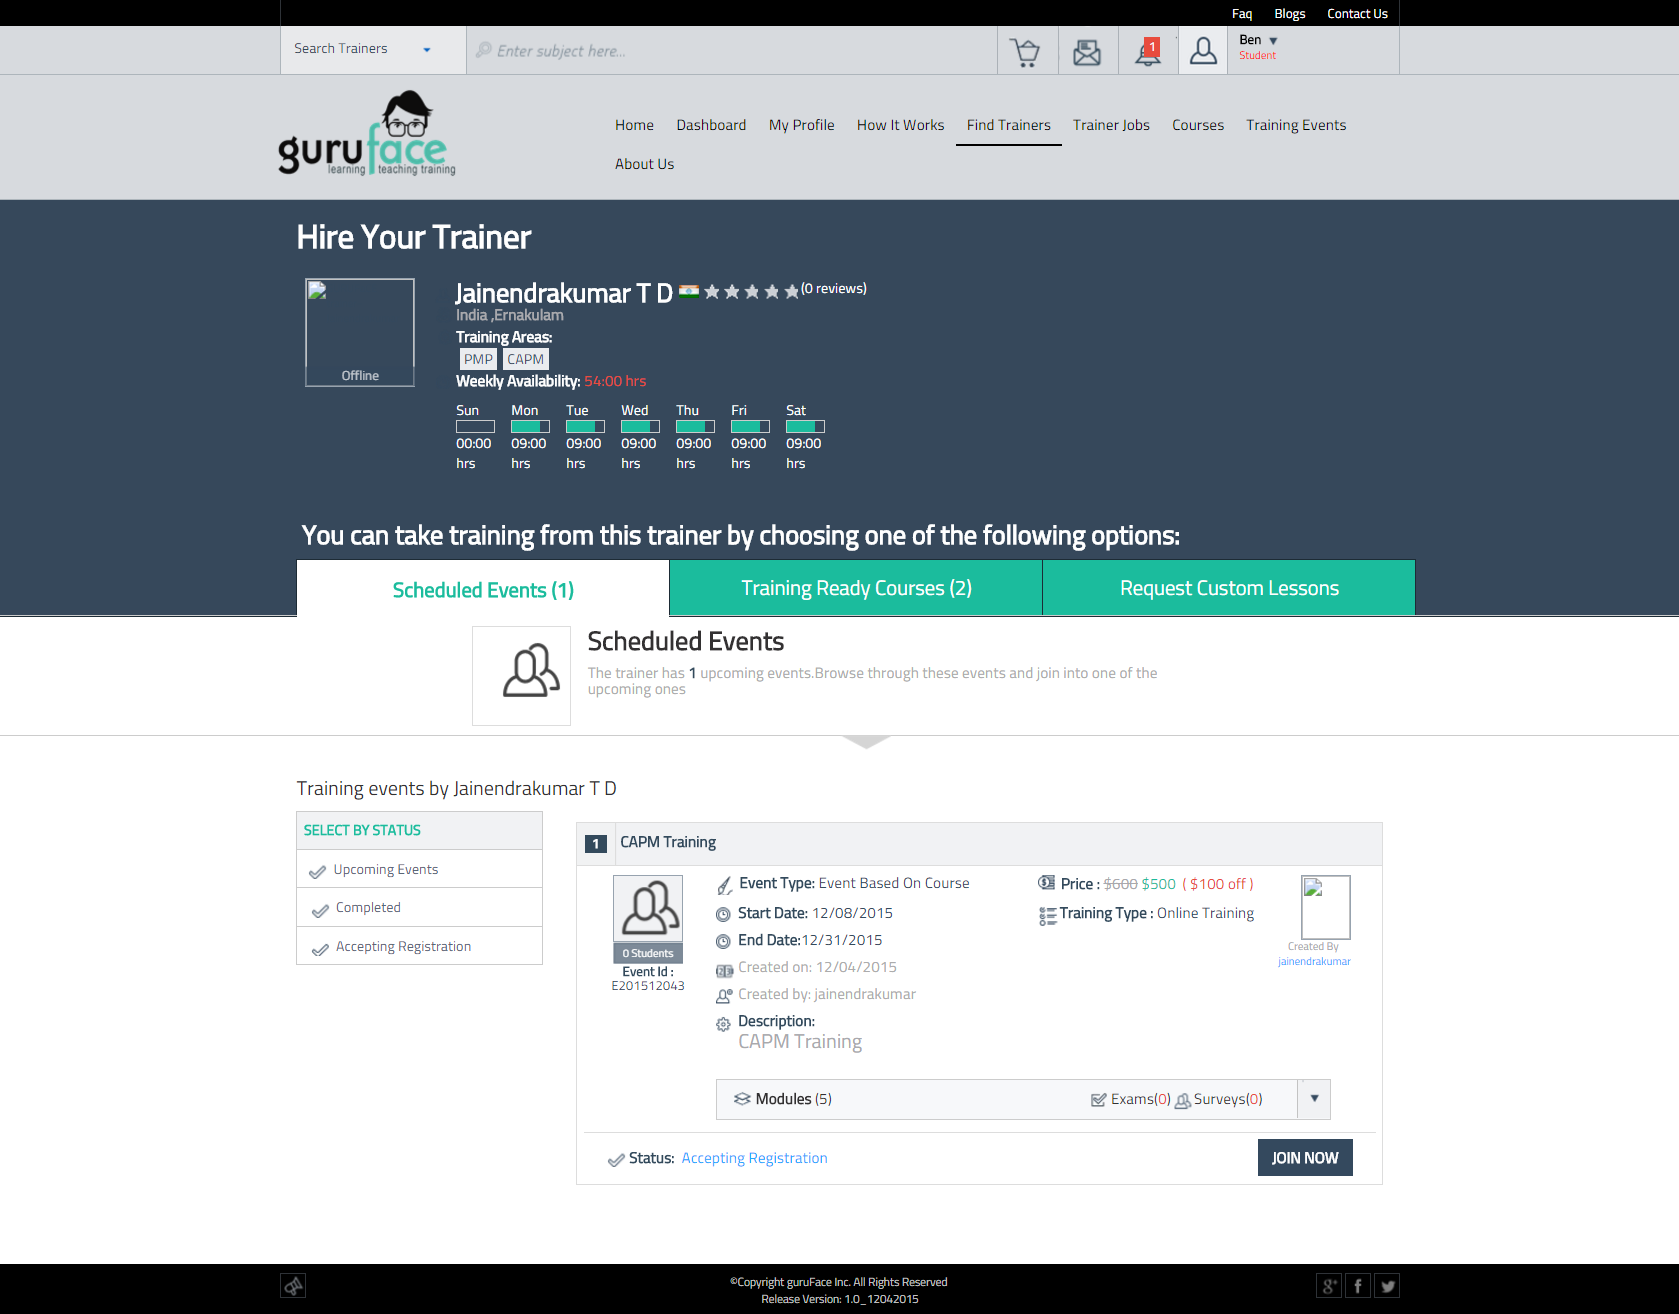 Faq Blogs Contact Us
Search Trainers
Enter subject here...
1
Ben
Student
guruface
learning teaching training
Home Dashboard My Profile How It Works Find Trainers Trainer Jobs Courses Training Events
About Us
Hire Your Trainer
Offline
Jainendrakumar T D (0 reviews)
India ,Ernakulam
Training Areas:
PMP CAPM
Weekly Availability: 54:00 hrs
Sun Mon Tue Wed Thu Fri Sat
00:00 09:00 09:00 09:00 09:00 09:00 09:00
hrs hrs hrs hrs hrs hrs hrs
You can take training from this trainer by choosing one of the following options:
Scheduled Events (1) Training Ready Courses (2) Request Custom Lessons
Scheduled Events
The trainer has 1 upcoming events.Browse through these events and join into one of the
upcoming ones
Training events by Jainendrakumar T D
SELECT BY STATUS
Upcoming Events
Completed
Accepting Registration
1 CAPM Training
0 Students
Event Id :
E201512043
Event Type: Event Based On Course
Start Date: 12/08/2015
End Date:12/31/2015
Created on: 12/04/2015
Created by: jainendrakumar
Description:
CAPM Training
Price : $600 $500 ( $100 off )
Training Type : Online Training
Created By
jainendrakumar
Modules (5) Exams(0) Surveys(0)
Status: Accepting Registration
JOIN NOW
©Copyright guruFace Inc. All Rights Reserved
Release Version: 1.0_12042015